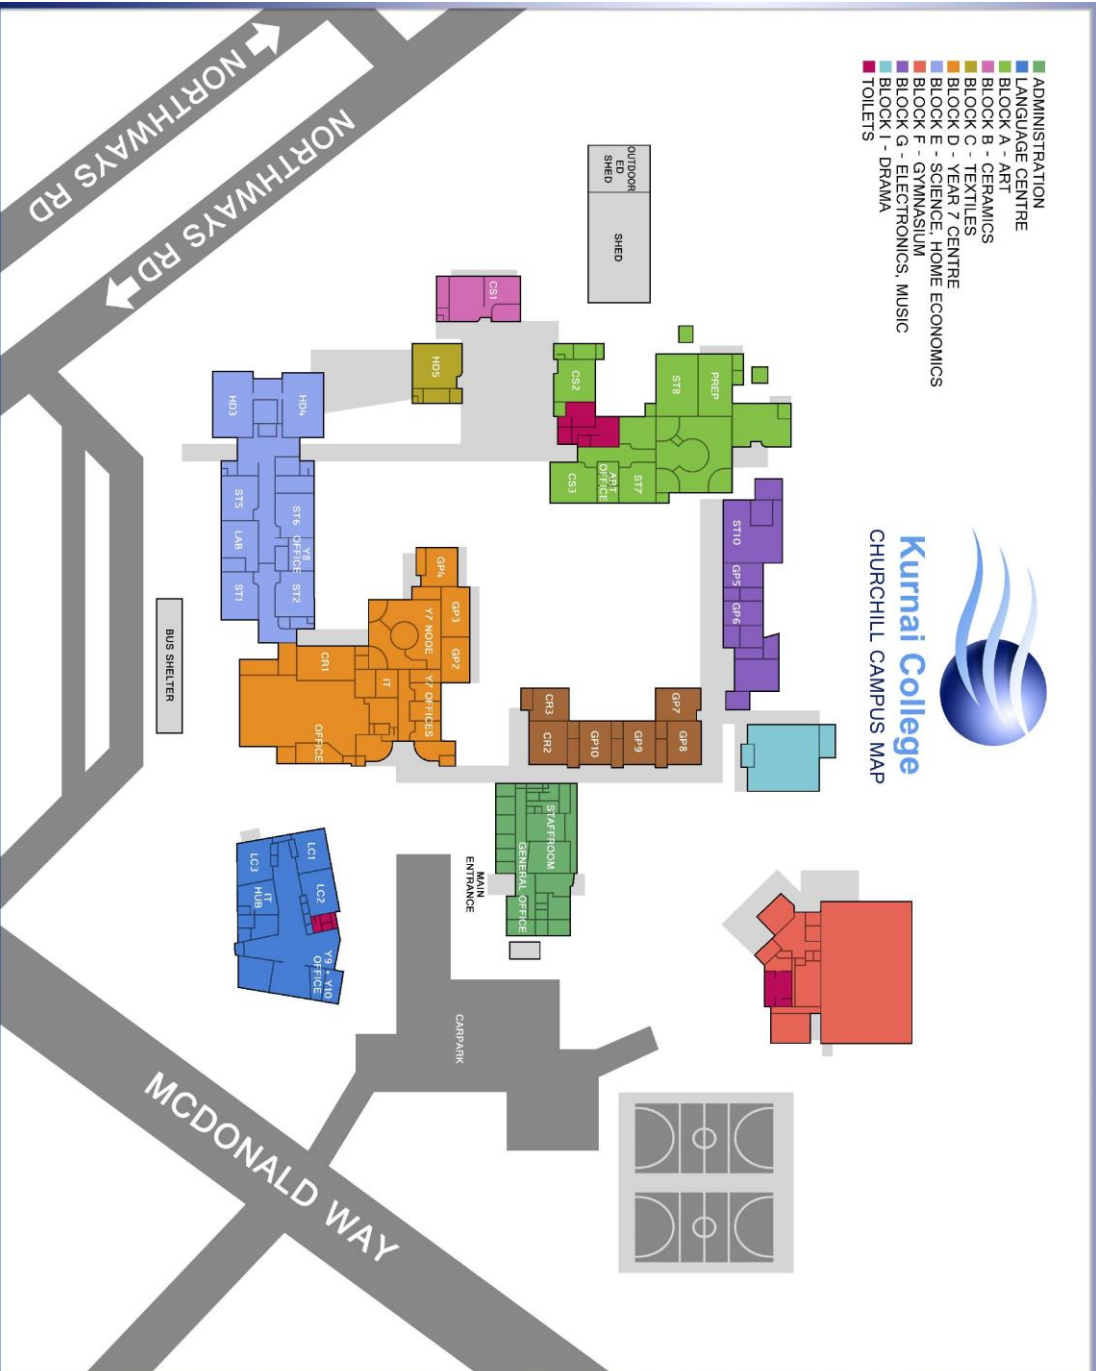 ADMINISTRATION
LANGUAGE CENTRE
BLOCK A - ART
BLOCK B - CERAMICS
BLOCK C - TEXTILES
BLOCK D - YEAR 7 CENTRE
BLOCK E - SCIENCE, HOME ECONOMICS
BLOCK F - GYMNASIUM
BLOCK G - ELECTRONICS, MUSIC
BLOCK I - DRAMA
TOILETS
Kurnai College
CHURCHILL CAMPUS MAP
OUTDOOR
ED
SHED
SHED
PREP
ST8
CS2
CS1
HD5
HD4
HD3
ST7
ART
OFFICE
CS3
ST10
GP5
GP6
ST6
Y8
OFFICE
ST2
ST5
LAB
ST1
GP4
GP3
GP2
Y7 NODE
Y7 OFFICES
IT
CR1
OFFICE
GP7
GP8
GP9
GP10
CR3
CR2
STAFFROOM
GENERAL OFFICE
MAIN
ENTRANCE
BUS SHELTER
LC1
LC2
LC3
IT
HUB
Y9 + Y10
OFFICE
CARPARK
NORTHWAYS RD
NORTHWAYS RD
MCDONALD WAY